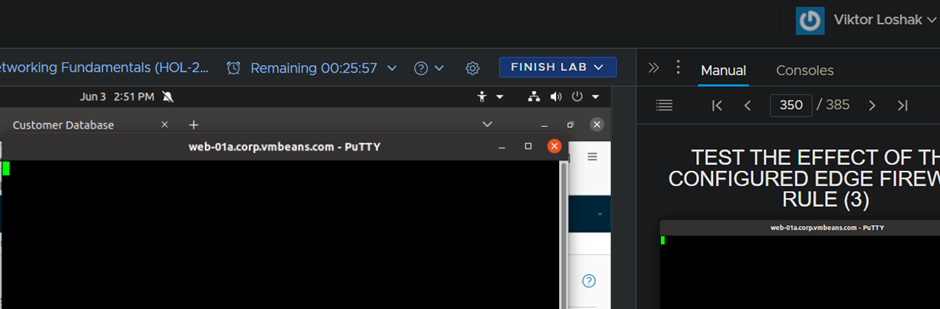 Viktor Loshak
etworking Fundamentals (HOL-2... Remaining 00:25:57 FINISH LAB
Manual Consoles
Jun 3 2:51 PM
350 / 385
Customer Database
web-01a.corp.vmbeans.com - PuTTY
TEST THE EFFECT OF TH
CONFIGURED EDGE FIREW
RULE (3)
web-01a.corp.vmbeans.com - PuTTY